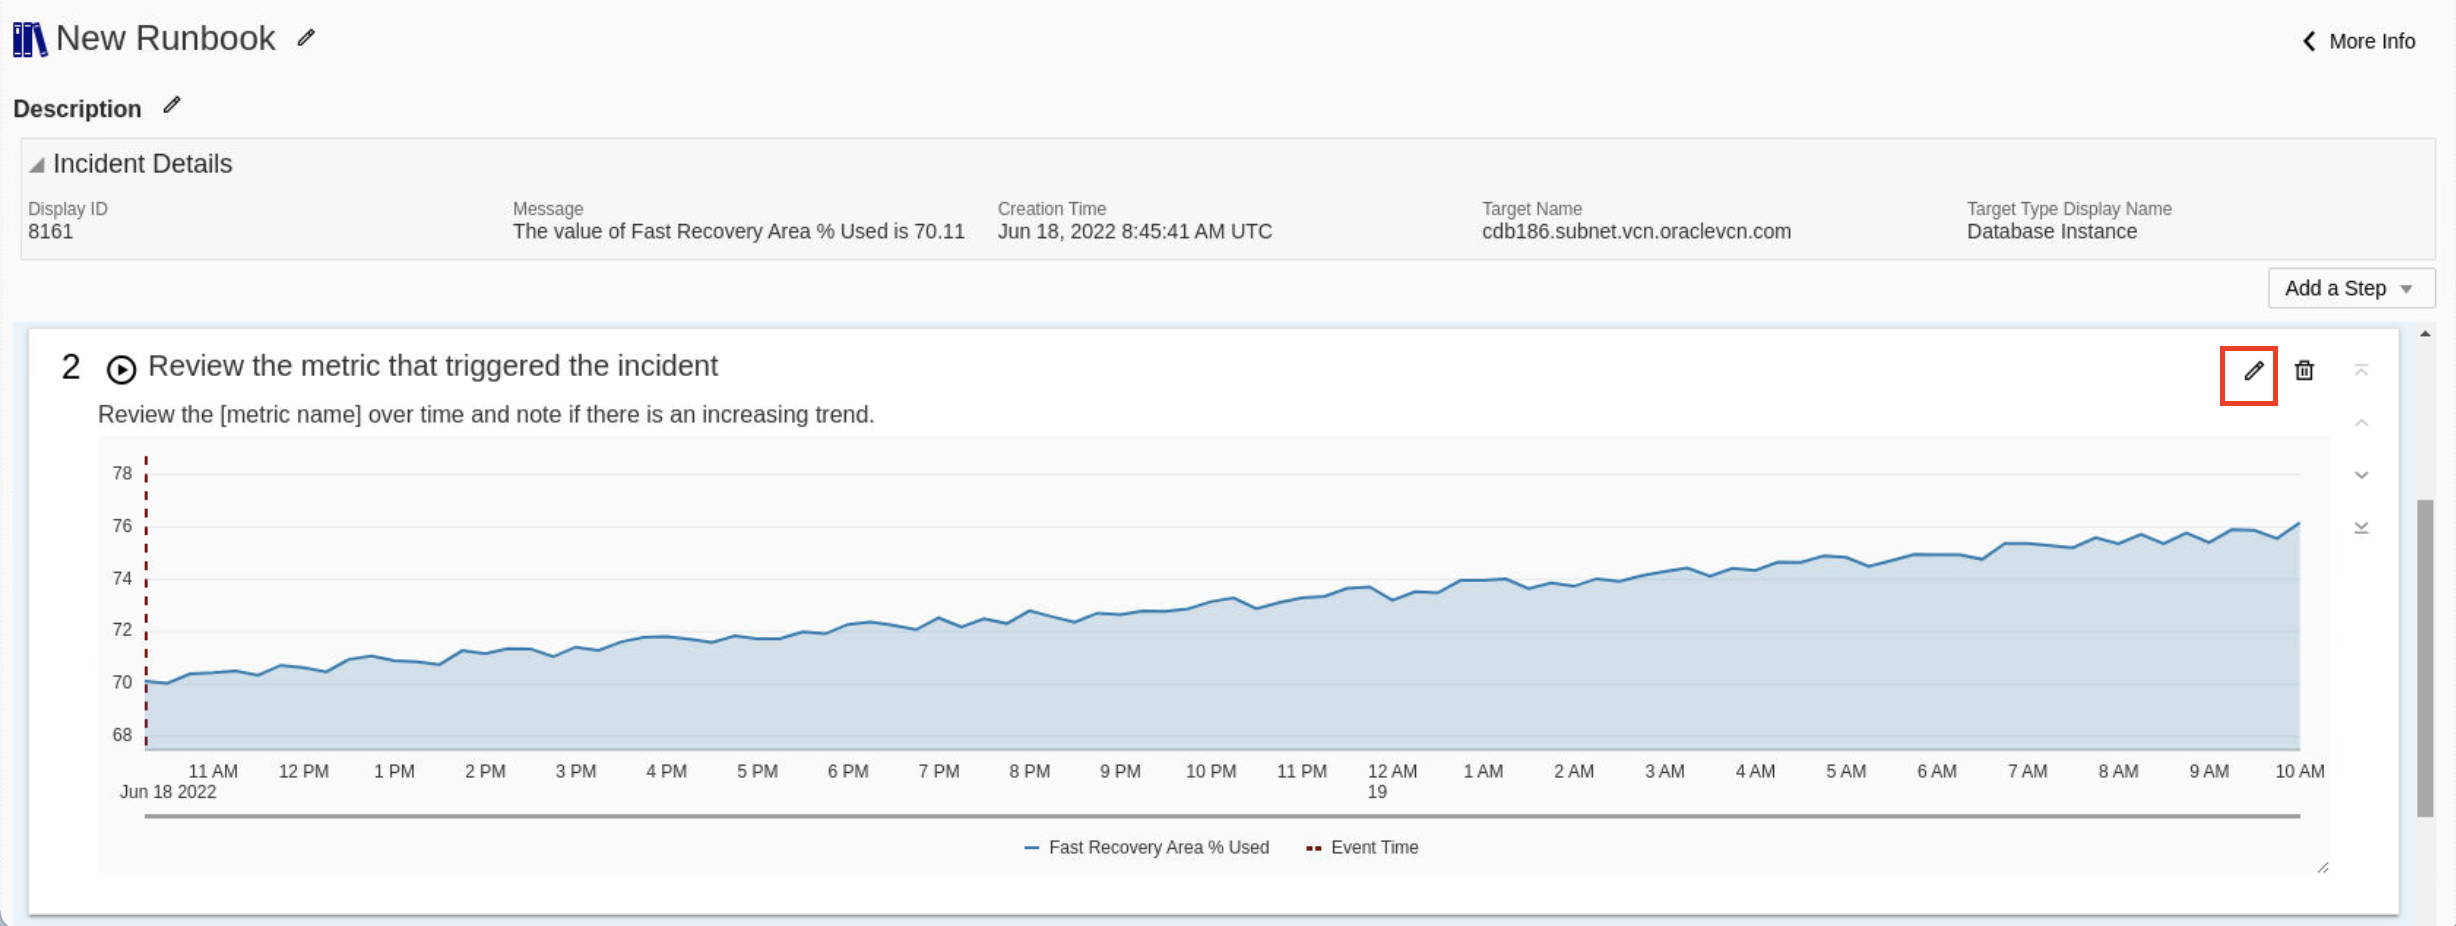 New Runbook
More Info
Description
Incident Details
Display ID
8161
Message
The value of Fast Recovery Area % Used is 70.11
Creation Time
Jun 18, 2022 8:45:41 AM UTC
Target Name
cdb186.subnet.vcn.oraclevcn.com
Target Type Display Name
Database Instance
Add a Step
2 Review the metric that triggered the incident
Review the [metric name] over time and note if there is an increasing trend.
78
76
74
72
70
68
11 AM 12 PM 1 PM 2 PM 3 PM 4 PM 5 PM 6 PM 7 PM 8 PM 9 PM 10 PM 11 PM 12 AM 1 AM 2 AM 3 AM 4 AM 5 AM 6 AM 7 AM 8 AM 9 AM 10 AM
Jun 18 2022 19
Fast Recovery Area % Used Event Time